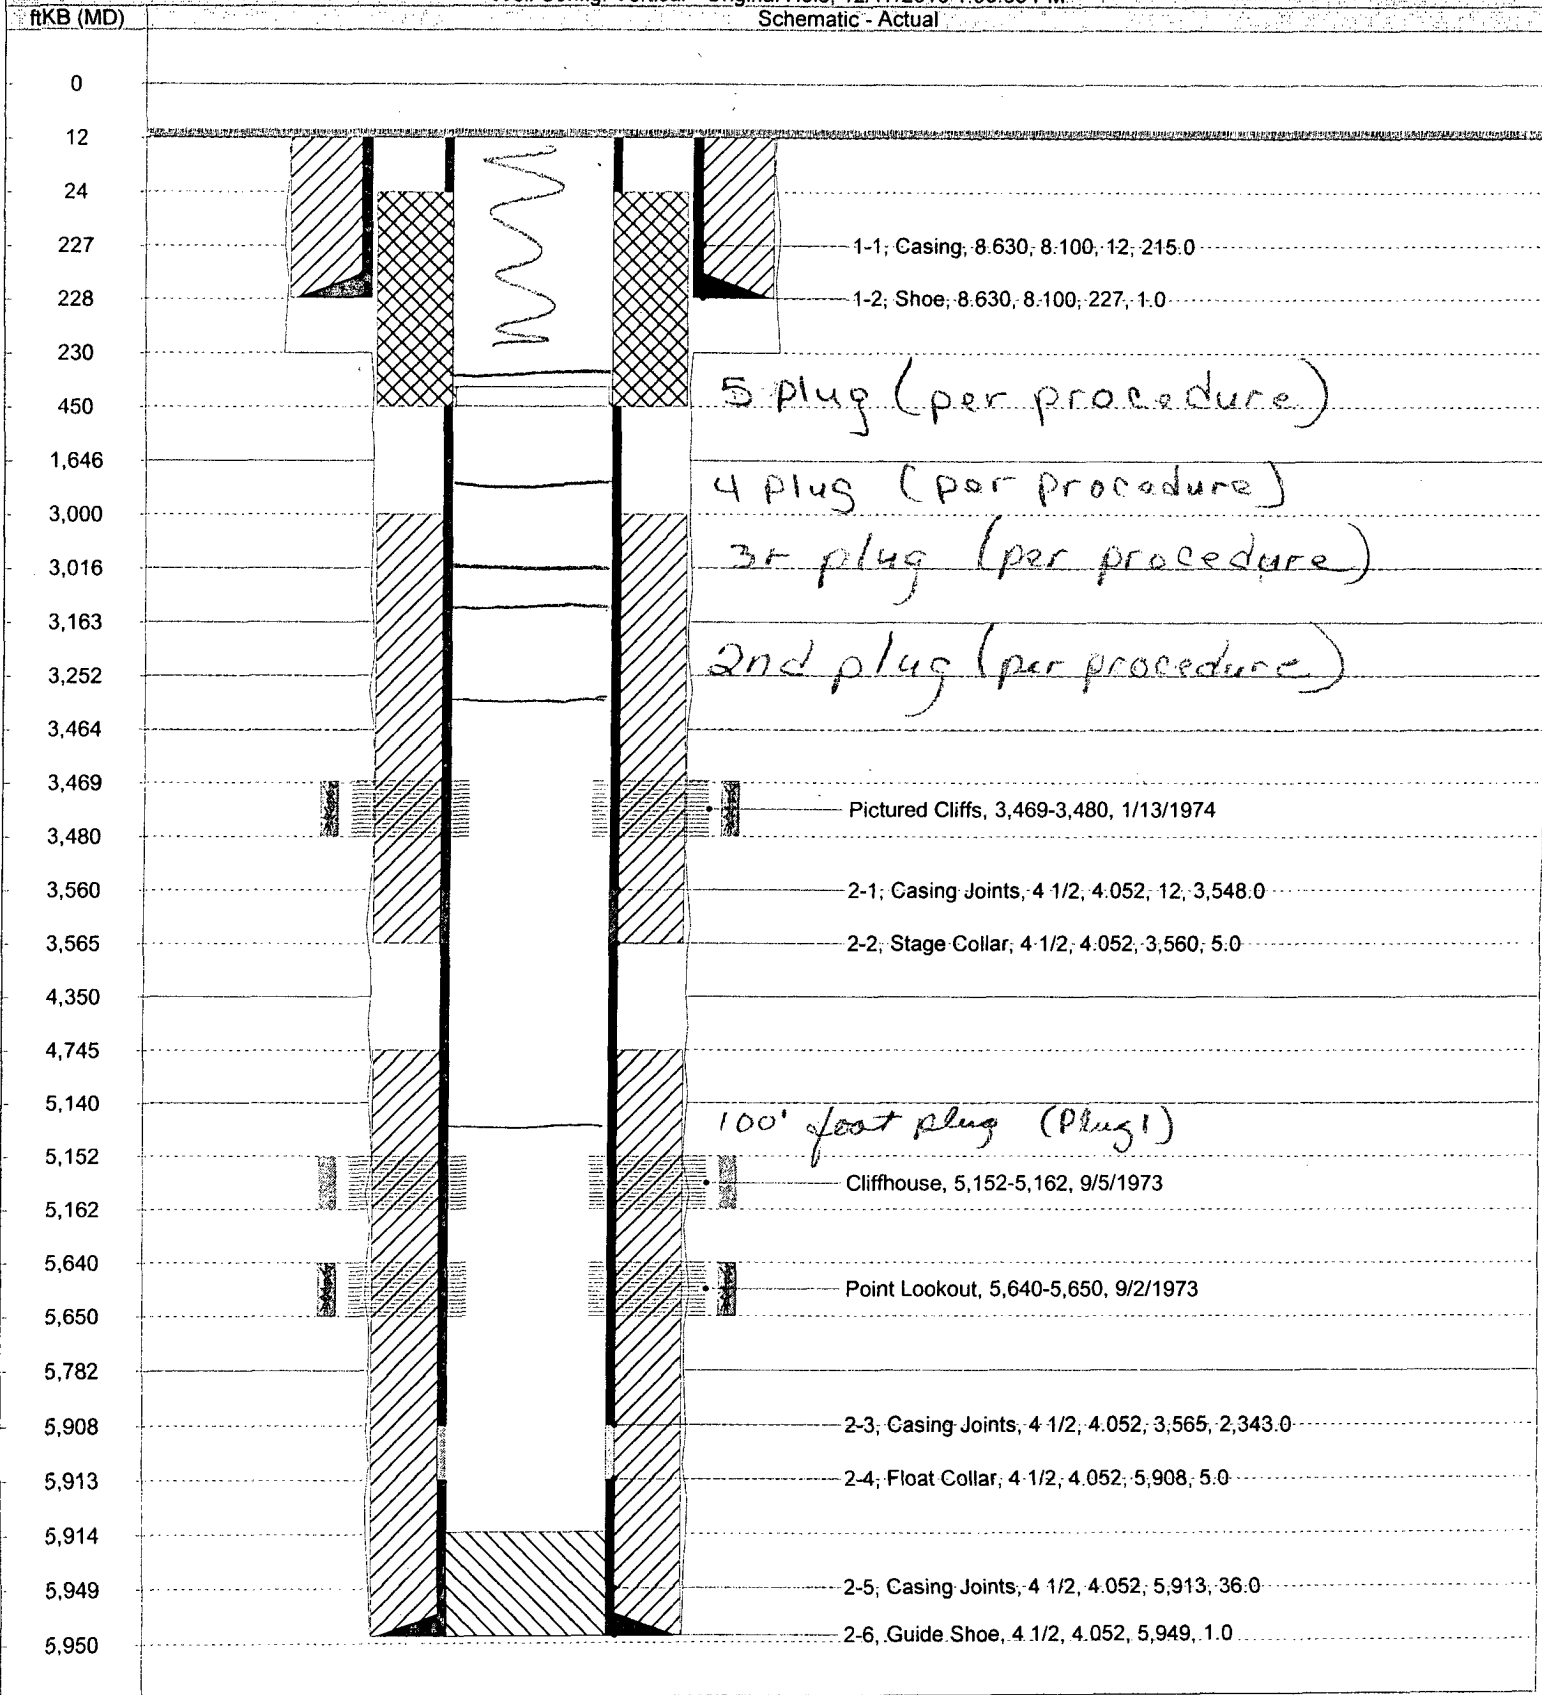 ftKB (MD)
Schematic - Actual
0
12
24
227
1-1, Casing, 8.630, 8.100, 12, 215.0
228
1-2, Shoe, 8.630, 8.100, 227, 1.0
230
5 plug (per procedure)
450
1,646
4 plug (per procedure)
3,000
3r plug (per procedure)
3,016
3,163
2nd plug (per procedure)
3,252
3,464
3,469
Pictured Cliffs, 3,469-3,480, 1/13/1974
3,480
3,560
2-1, Casing Joints, 4 1/2, 4.052, 12, 3,548.0
3,565
2-2, Stage Collar, 4 1/2, 4.052, 3,560, 5.0
4,350
4,745
5,140
100' foot plug (Plug 1)
5,152
Cliffhouse, 5,152-5,162, 9/5/1973
5,162
5,640
Point Lookout, 5,640-5,650, 9/2/1973
5,650
5,782
5,908
2-3, Casing Joints, 4 1/2, 4.052, 3,565, 2,343.0
5,913
2-4, Float Collar, 4 1/2, 4.052, 5,908, 5.0
5,914
5,949
2-5, Casing Joints, 4 1/2, 4.052, 5,913, 36.0
5,950
2-6, Guide Shoe, 4 1/2, 4.052, 5,949, 1.0